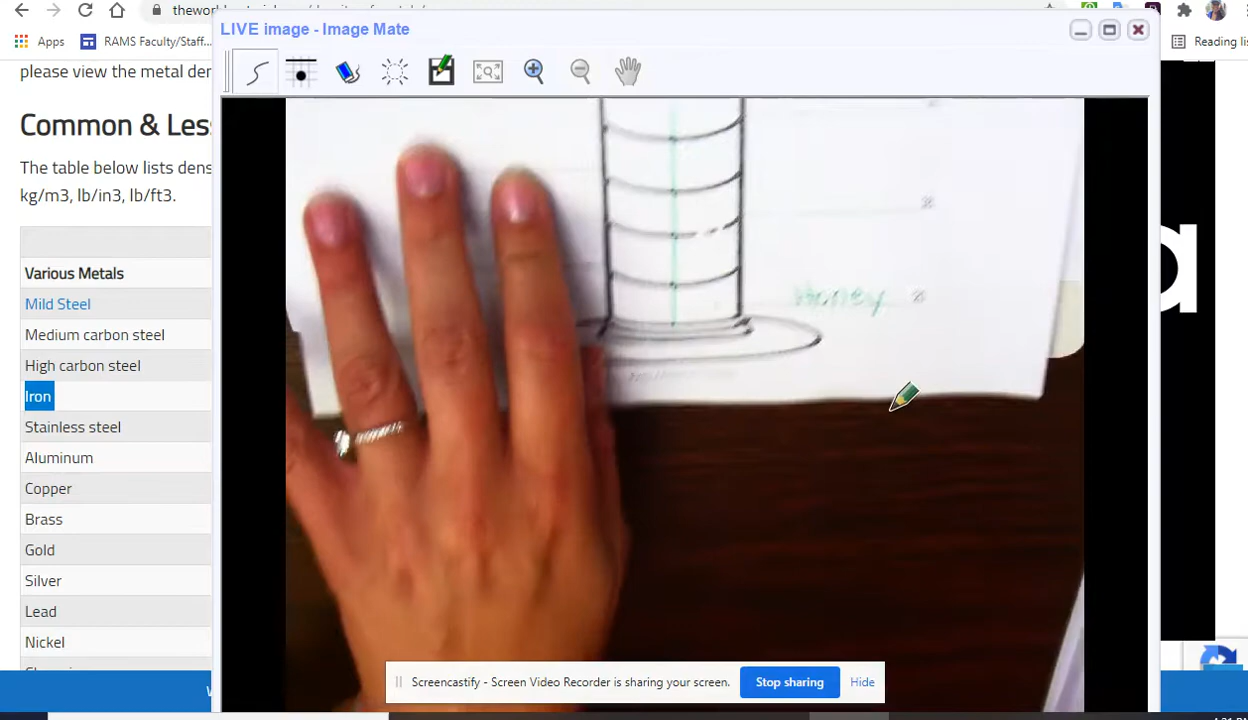 LIVE image - Image Mate
Apps
RAMS Faculty/Staff...
Reading lis
please view the metal der
Common & Les
The table below lists dens
kg/m3, lb/in3, lb/ft3.
Various Metals
Mild Steel
Medium carbon steel
High carbon steel
Iron
Stainless steel
Aluminum
Copper
Brass
Gold
Silver
Lead
Nickel
Honey
a
Screencastify - Screen Video Recorder is sharing your screen.
Stop sharing
Hide
W